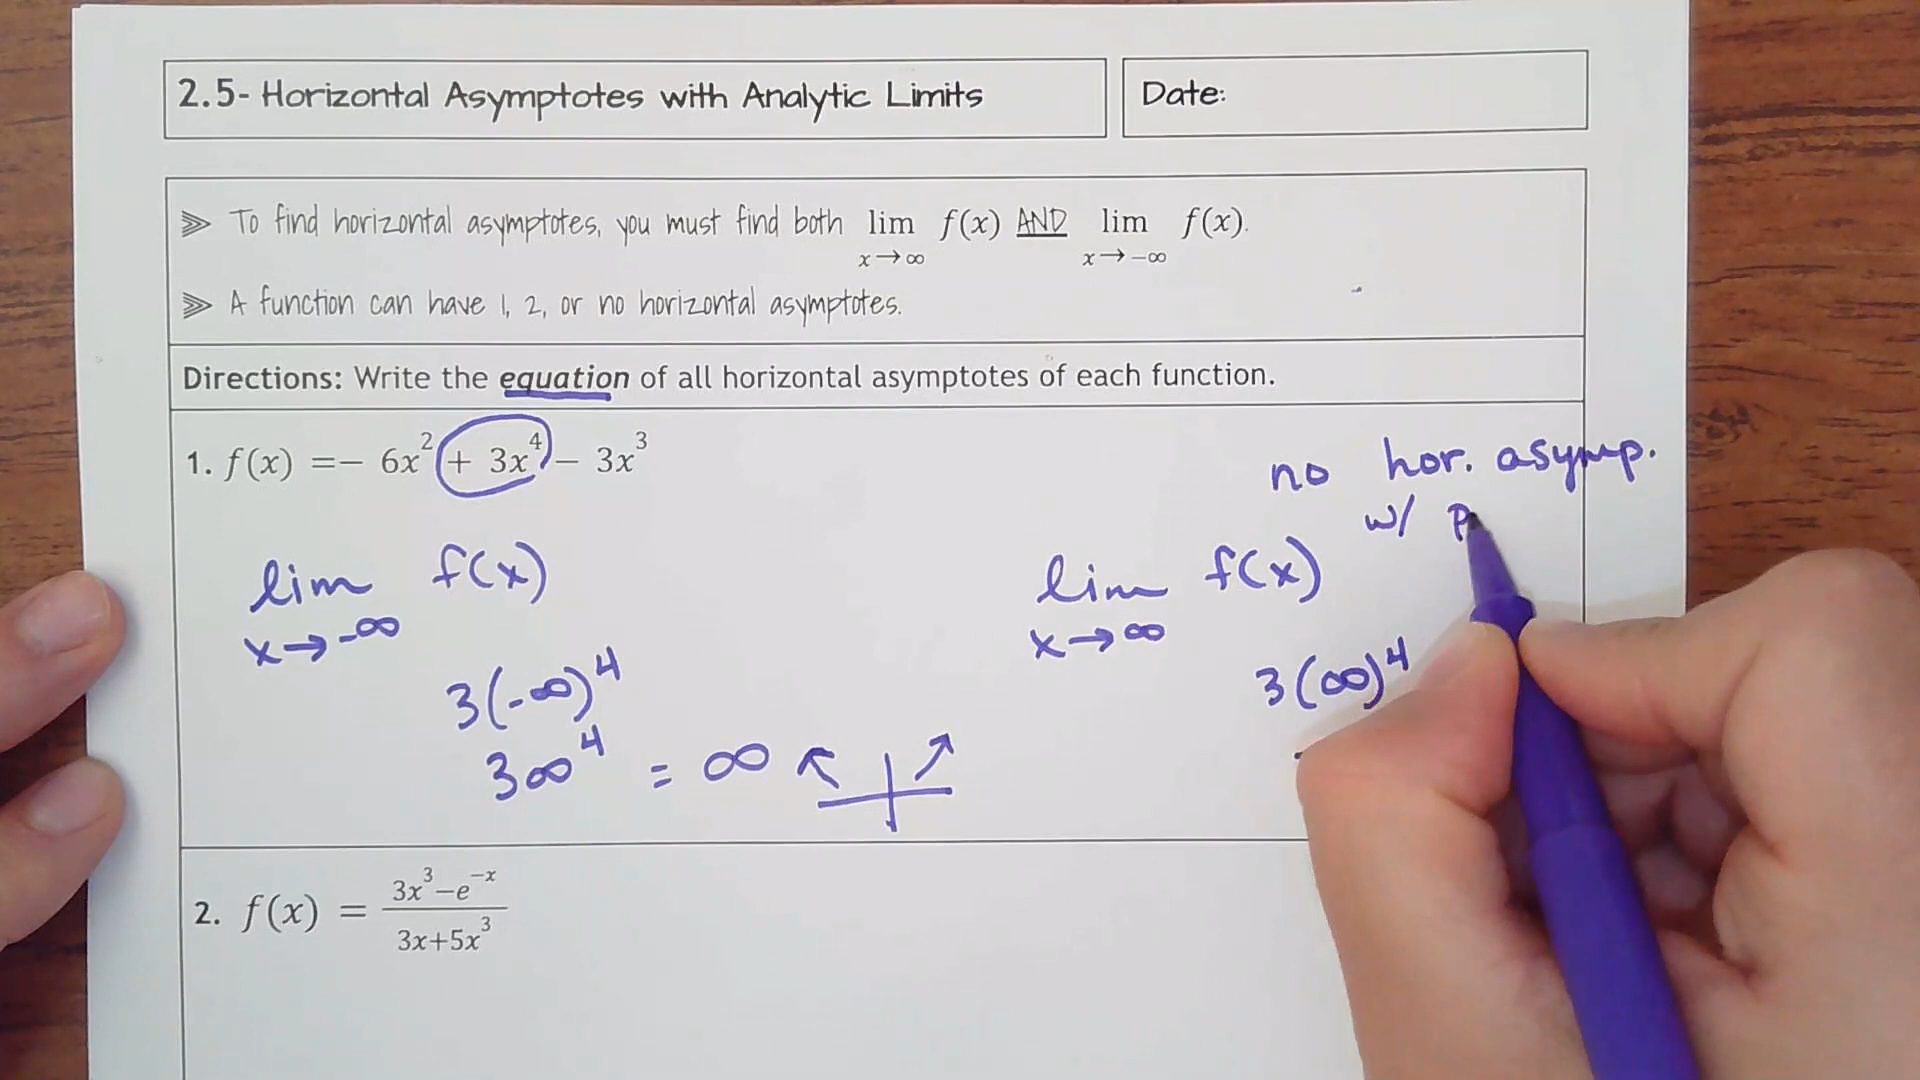 2.5- Horizontal Asymptotes with Analytic Limits
Date:
⫸ To find horizontal asymptotes, you must find both lim f(x) AND lim f(x).
x→∞ x→-∞
⫸ A function can have 1, 2, or no horizontal asymptotes.
Directions: Write the equation of all horizontal asymptotes of each function.
1. f(x) =− 6x² + 3x⁴ − 3x³
no hor. asymp.
w/ p
lim f(x)
x→-∞
3(-∞)⁴
3∞⁴ = ∞
lim f(x)
x→∞
3(∞)⁴
2. f(x) = (3x³−e⁻ˣ)/(3x+5x³)